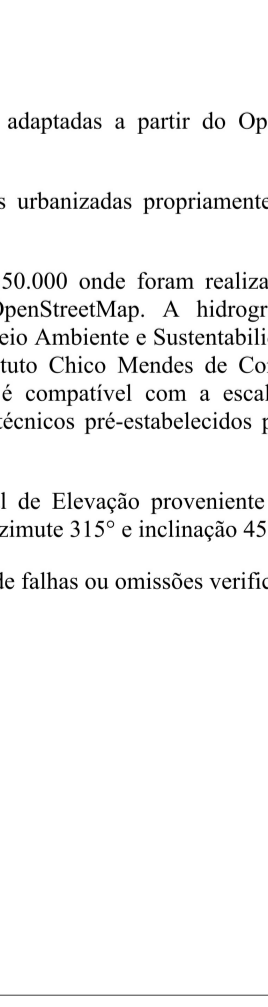 adaptadas a partir do Op
s urbanizadas propriamente
50.000 onde foram realiza
OpenStreetMap. A hidrogr
eio Ambiente e Sustentabili
tuto Chico Mendes de Co
é compatível com a escal
técnicos pré-estabelecidos p
l de Elevação proveniente
zimute 315° e inclinação 45
de falhas ou omissões verific